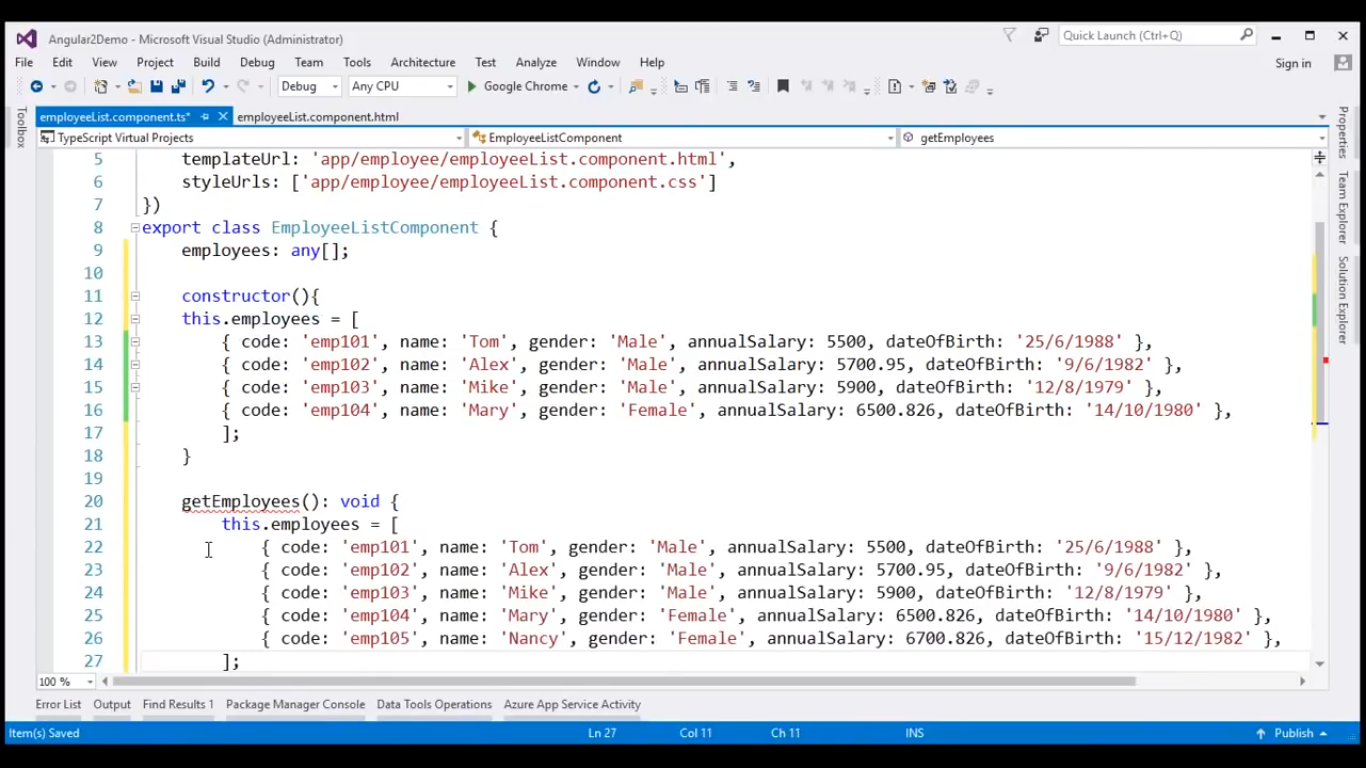 Angular2Demo - Microsoft Visual Studio (Administrator)
Quick Launch (Ctrl+Q)
File Edit View Project Build Debug Team Tools Architecture Test Analyze Window Help
Sign in
Debug Any CPU Google Chrome
employeeList.component.ts* employeeList.component.html
TypeScript Virtual Projects EmployeeListComponent getEmployees
5 templateUrl: 'app/employee/employeeList.component.html',
6 styleUrls: ['app/employee/employeeList.component.css']
7 })
8 export class EmployeeListComponent {
9 employees: any[];
10
11 constructor(){
12 this.employees = [
13 { code: 'emp101', name: 'Tom', gender: 'Male', annualSalary: 5500, dateOfBirth: '25/6/1988' },
14 { code: 'emp102', name: 'Alex', gender: 'Male', annualSalary: 5700.95, dateOfBirth: '9/6/1982' },
15 { code: 'emp103', name: 'Mike', gender: 'Male', annualSalary: 5900, dateOfBirth: '12/8/1979' },
16 { code: 'emp104', name: 'Mary', gender: 'Female', annualSalary: 6500.826, dateOfBirth: '14/10/1980' },
17 ];
18 }
19
20 getEmployees(): void {
21 this.employees = [
22 { code: 'emp101', name: 'Tom', gender: 'Male', annualSalary: 5500, dateOfBirth: '25/6/1988' },
23 { code: 'emp102', name: 'Alex', gender: 'Male', annualSalary: 5700.95, dateOfBirth: '9/6/1982' },
24 { code: 'emp103', name: 'Mike', gender: 'Male', annualSalary: 5900, dateOfBirth: '12/8/1979' },
25 { code: 'emp104', name: 'Mary', gender: 'Female', annualSalary: 6500.826, dateOfBirth: '14/10/1980' },
26 { code: 'emp105', name: 'Nancy', gender: 'Female', annualSalary: 6700.826, dateOfBirth: '15/12/1982' },
27 ];
100 %
Error List Output Find Results 1 Package Manager Console Data Tools Operations Azure App Service Activity
Item(s) Saved Ln 27 Col 11 Ch 11 INS Publish
Toolbox
Properties
Team Explorer
Solution Explorer